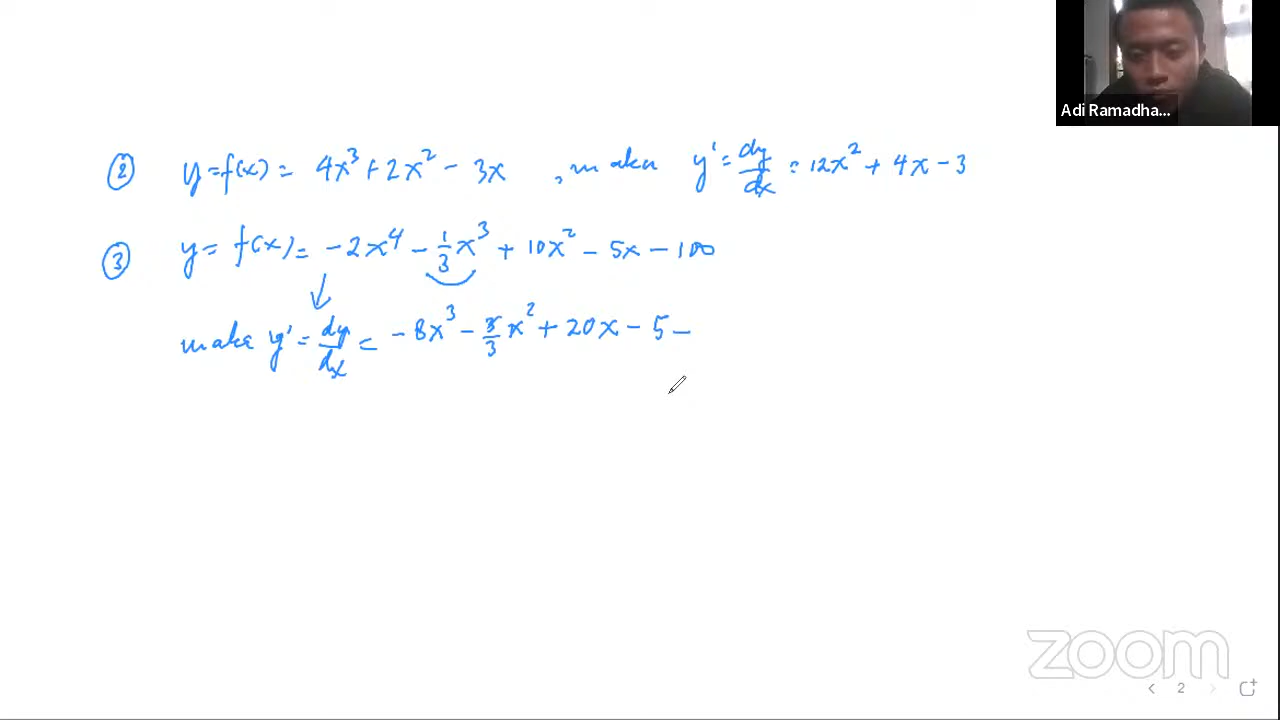 Adi Ramadha...
② y = f(x) = 4x³ + 2x² - 3x , maka y' = dy/dx = 12x² + 4x - 3
③ y = f(x) = -2x⁴ - 1/3 x³ + 10x² - 5x - 100
maka y' = dy/dx = -8x³ - 3/3 x² + 20x - 5 -
zoom
2